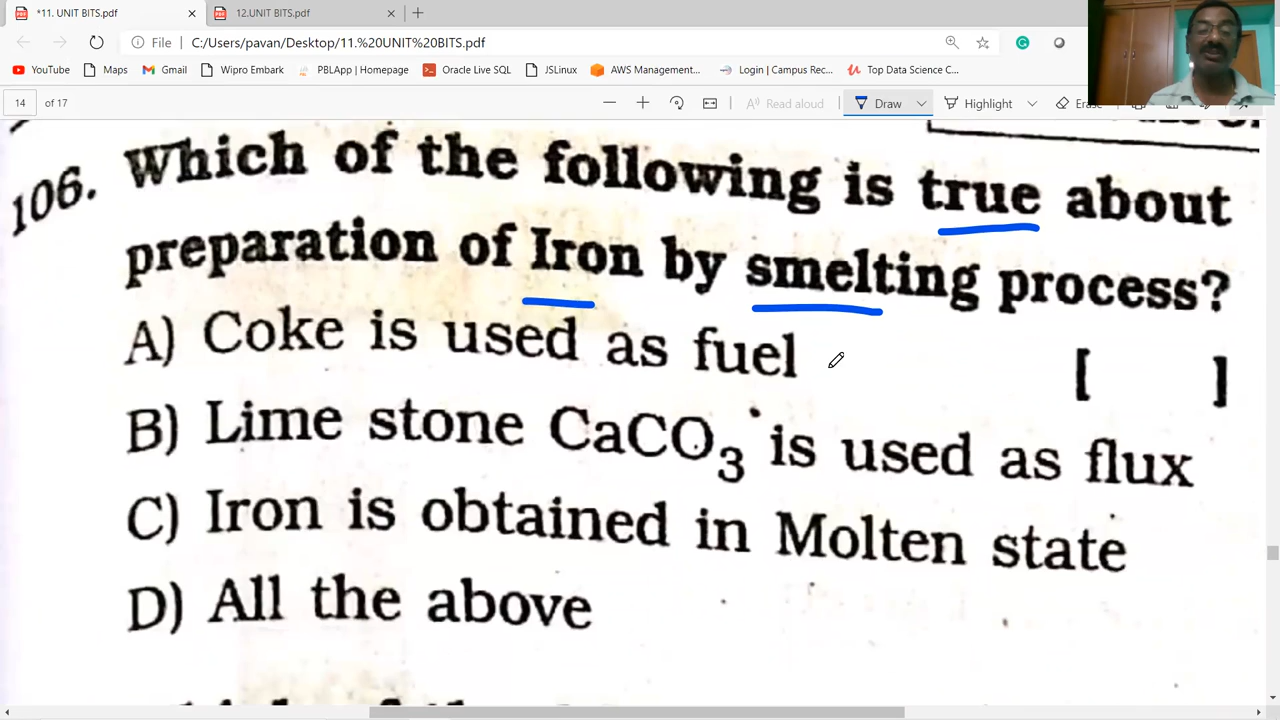 *11. UNIT BITS.pdf
12.UNIT BITS.pdf
File C:/Users/pavan/Desktop/11.%20UNIT%20BITS.pdf
YouTube Maps Gmail Wipro Embark PBLApp | Homepage Oracle Live SQL JSLinux AWS Management... Login | Campus Rec... Top Data Science C...
14 of 17 Read aloud Draw Highlight Erase
106. Which of the following is true about
preparation of Iron by smelting process?
A) Coke is used as fuel [ ]
B) Lime stone CaCO₃ is used as flux
C) Iron is obtained in Molten state
D) All the above